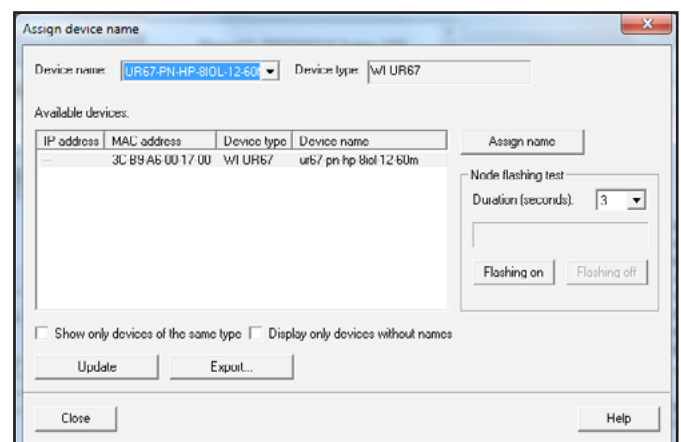 Assign device name
Device name: UR67-PN-HP-8IOL-12-60M Device type: WI UR67
Available devices:
IP address MAC address Device type Device name
--- 3C-B9-A6-00-17-00 WI UR67 ur67-pn-hp-8iol-12-60m
Assign name
Node flashing test
Duration (seconds): 3
Flashing on Flashing off
Show only devices of the same type Display only devices without names
Update Export...
Close Help